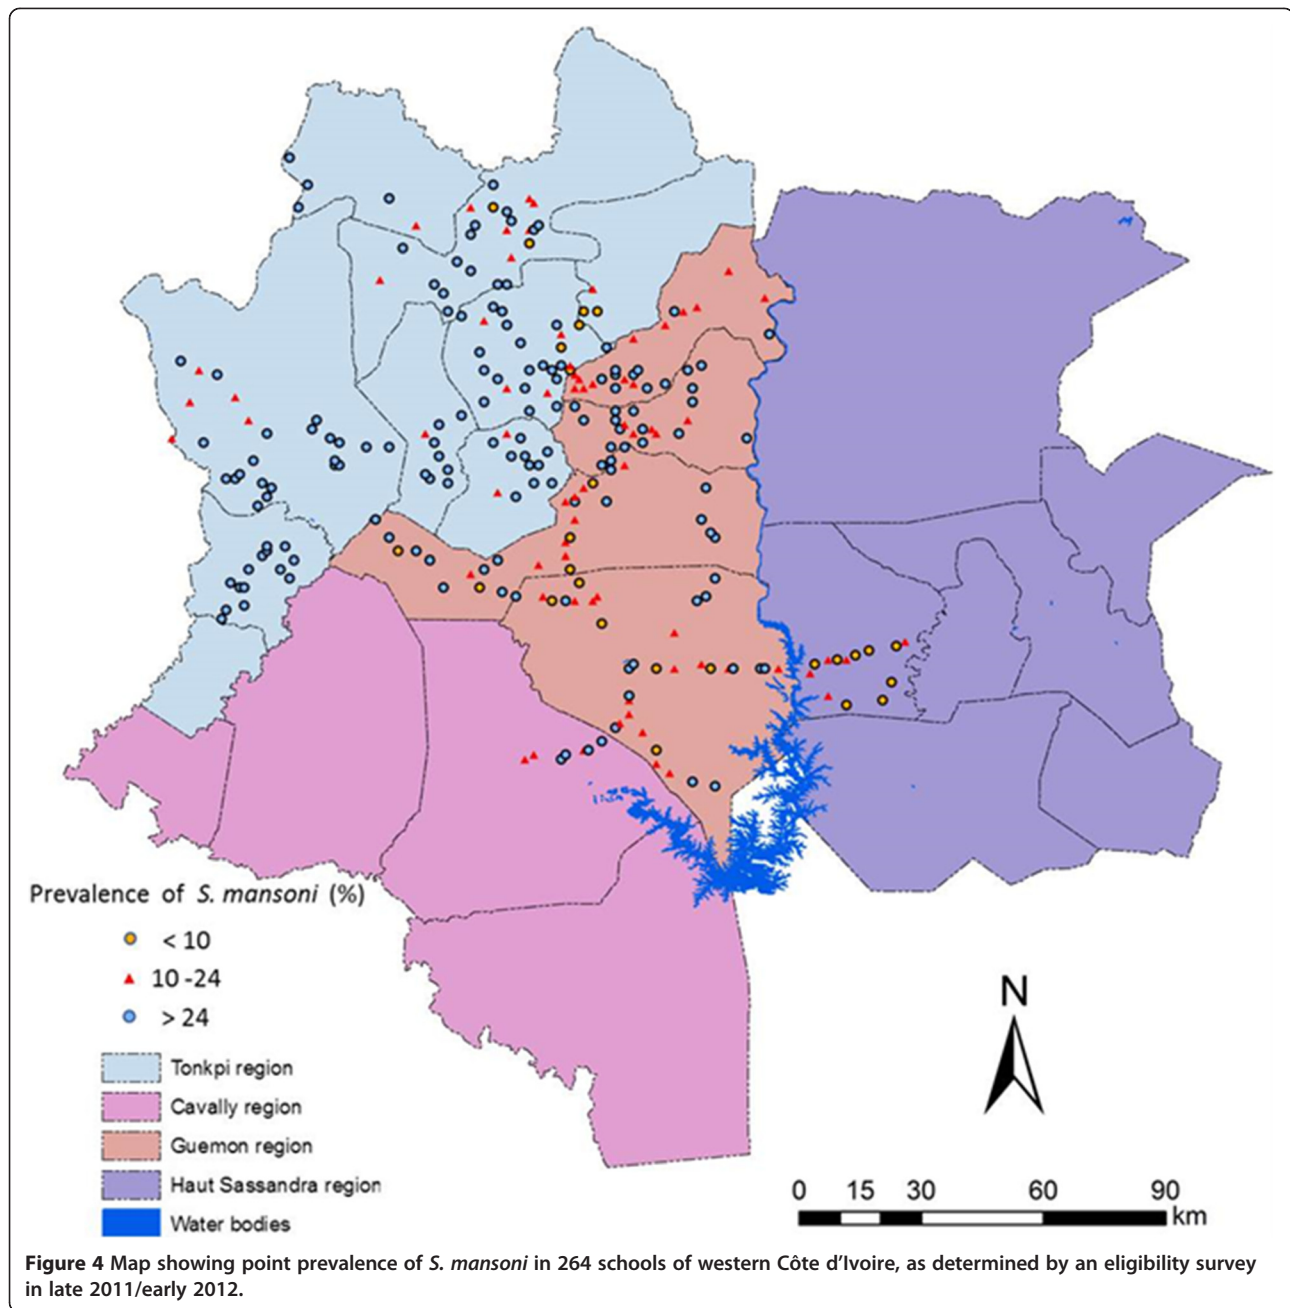 Prevalence of S. mansoni (%)
< 10
10 -24
> 24
Tonkpi region
Cavally region
Guemon region
Haut Sassandra region
Water bodies
N
0 15 30 60 90
km
Figure 4 Map showing point prevalence of S. mansoni in 264 schools of western Côte d'Ivoire, as determined by an eligibility survey
in late 2011/early 2012.